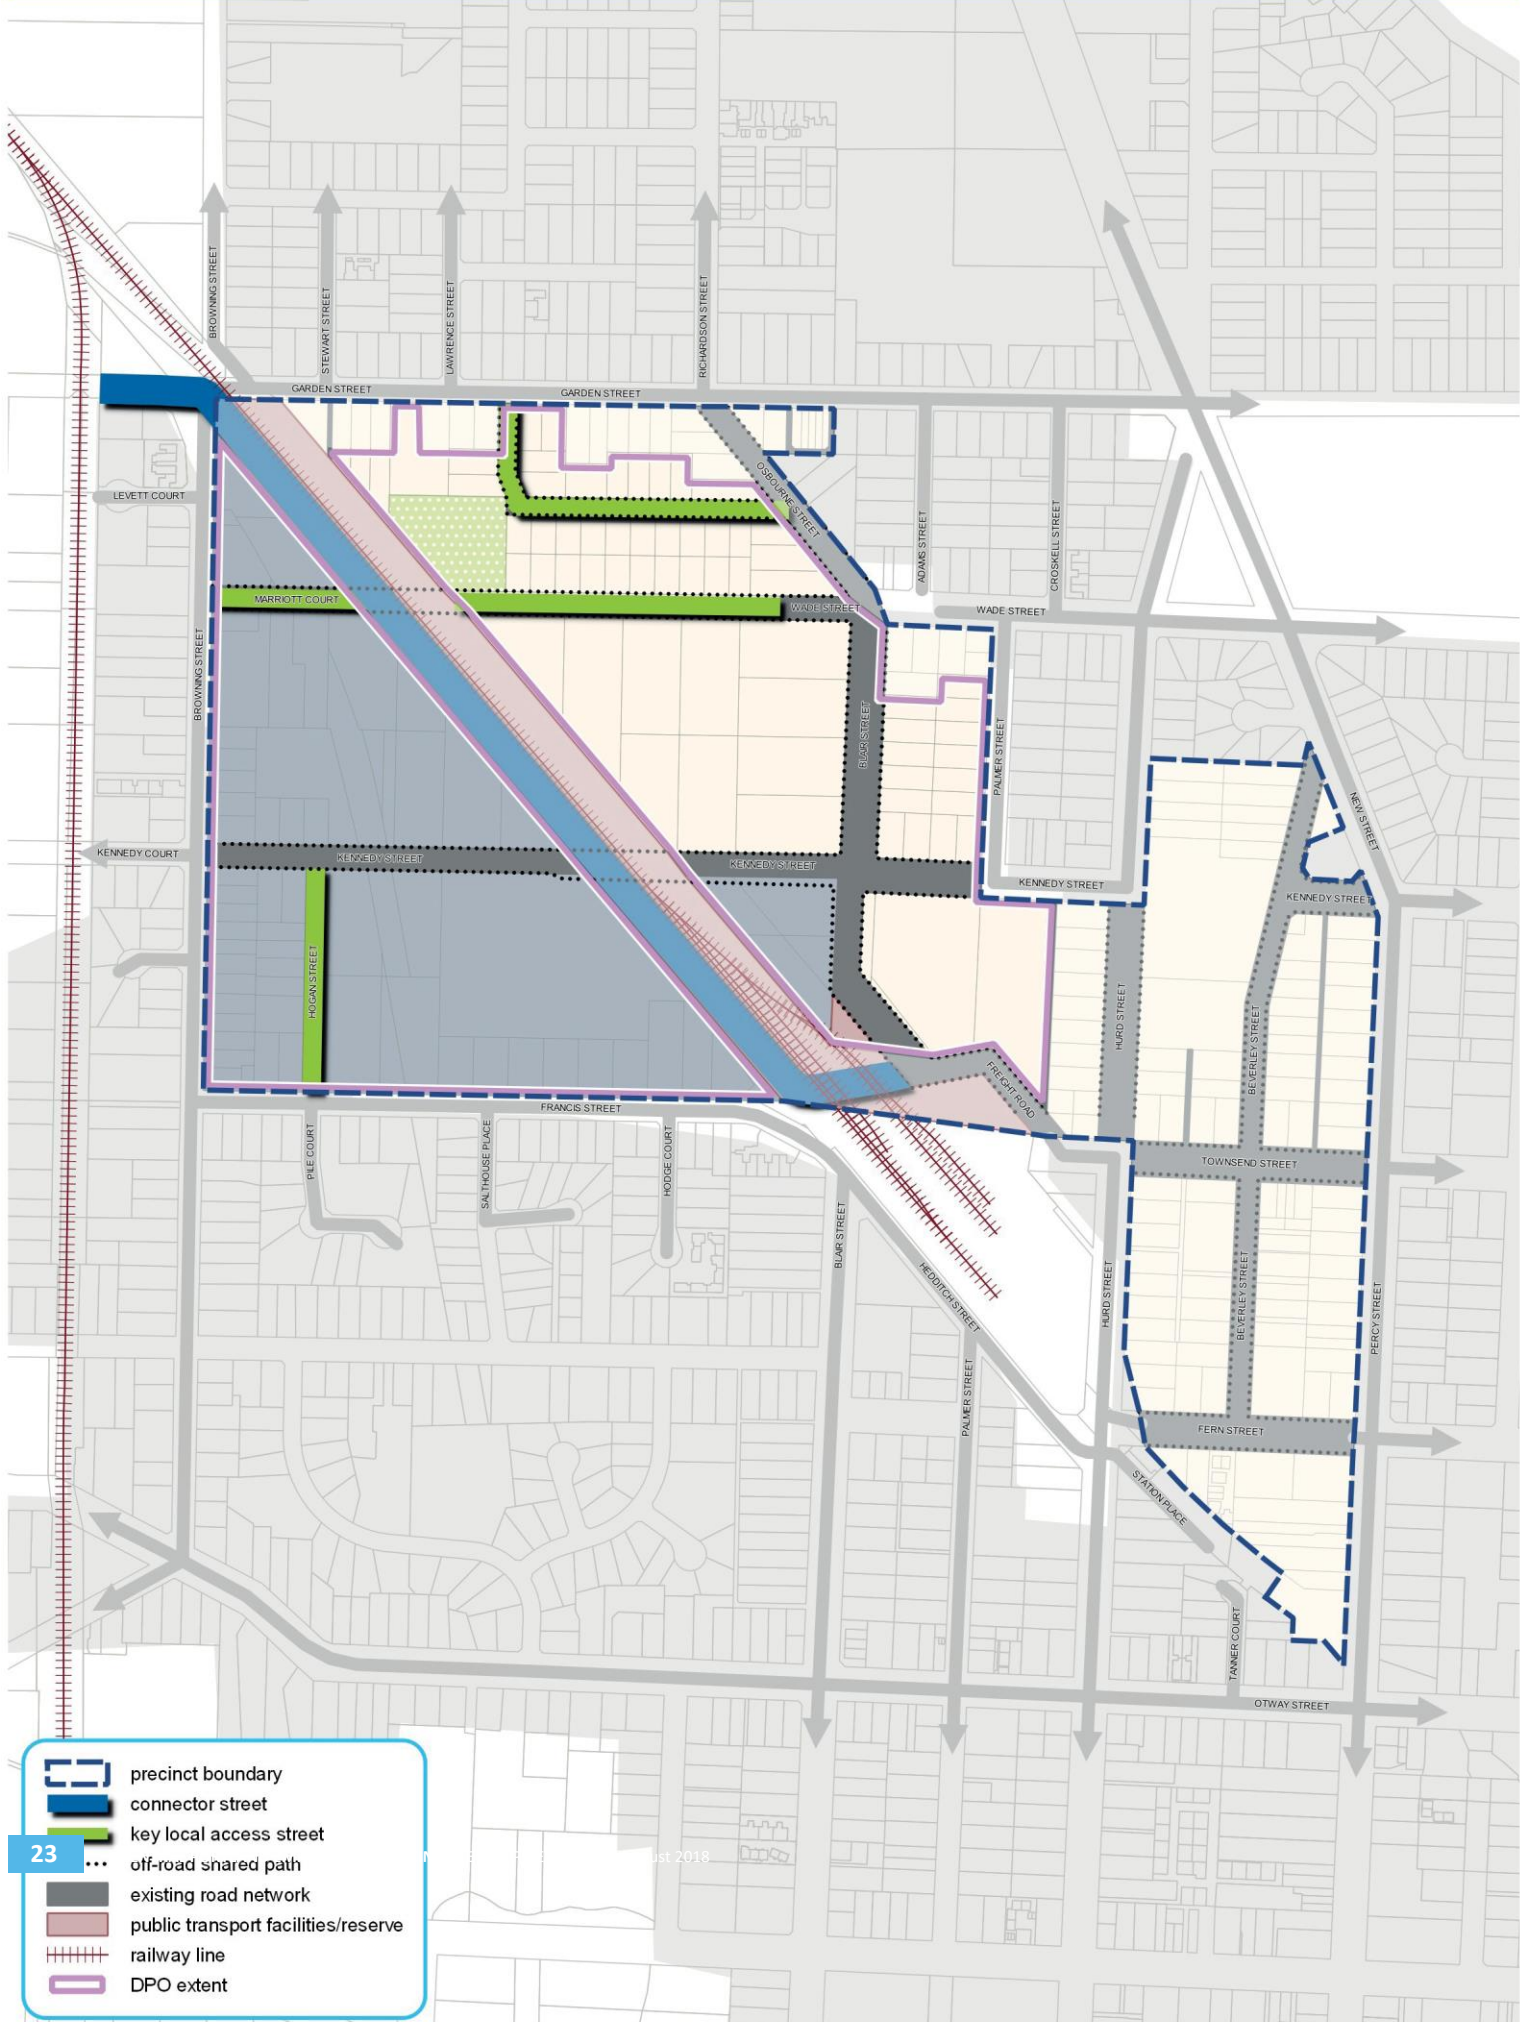 BROWNING STREET
STEWART STREET
LAWRENCE STREET
RICHARDSON STREET
GARDEN STREET
GARDEN STREET
OSBOURNE STREET
LEVETT COURT
ADAMS STREET
CROSKELL STREET
MARRIOTT COURT
WADE STREET
WADE STREET
BROWNING STREET
BLAIR STREET
PALMER STREET
NEW STREET
KENNEDY COURT
KENNEDY STREET
KENNEDY STREET
KENNEDY STREET
KENNEDY STREET
HOGAN STREET
HURD STREET
BEVERLEY STREET
FREIGHT ROAD
FRANCIS STREET
PILE COURT
SALTHOUSE PLACE
HODGE COURT
TOWNSEND STREET
BLAIR STREET
HEDDITCH STREET
HURD STREET
BEVERLEY STREET
PERCY STREET
PALMER STREET
FERN STREET
STATION PLACE
TANNER COURT
OTWAY STREET
precinct boundary
connector street
key local access street
23
off-road shared path
ust 2018
existing road network
public transport facilities/reserve
railway line
DPO extent